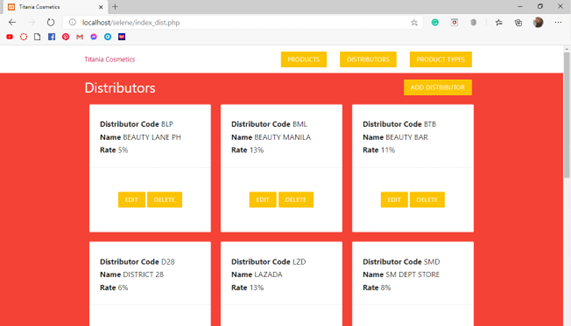 Titania Cosmetics
localhost/selene/index_dist.php
Titania Cosmetics
PRODUCTS
DISTRIBUTORS
PRODUCT TYPES
Distributors
ADD DISTRIBUTOR
Distributor Code BLP
Name BEAUTY LANE PH
Rate 5%
EDIT
DELETE
Distributor Code BML
Name BEAUTY MANILA
Rate 13%
EDIT
DELETE
Distributor Code BTB
Name BEAUTY BAR
Rate 11%
EDIT
DELETE
Distributor Code D28
Name DISTRICT 28
Rate 6%
Distributor Code LZD
Name LAZADA
Rate 13%
Distributor Code SMD
Name SM DEPT STORE
Rate 8%